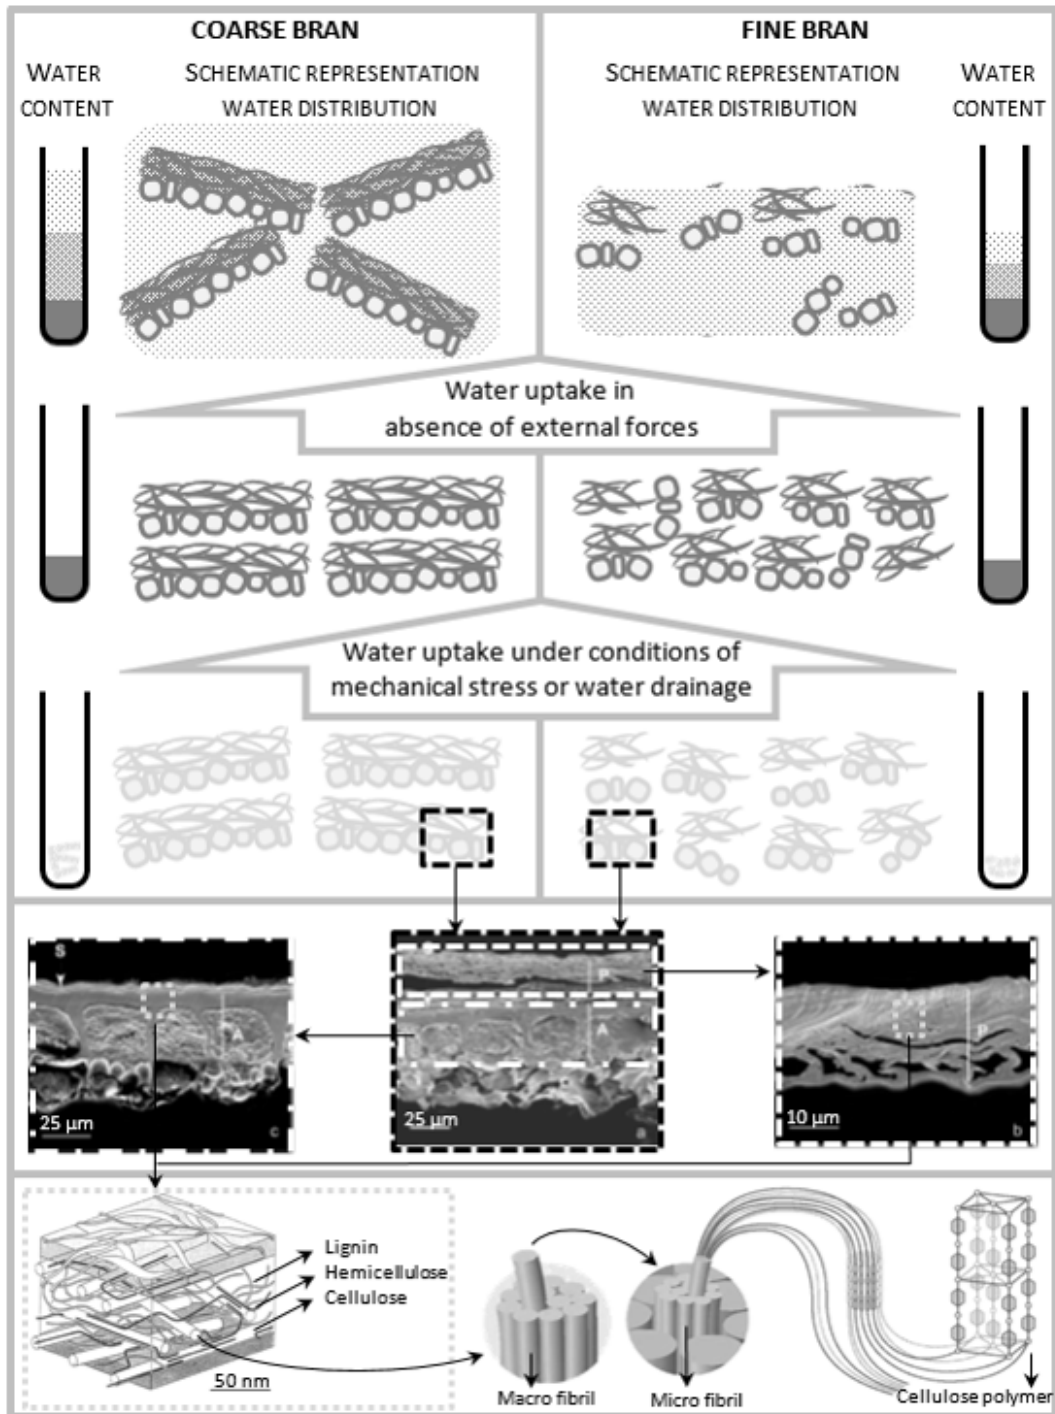 COARSE BRAN
FINE BRAN
WATER
CONTENT
SCHEMATIC REPRESENTATION
WATER DISTRIBUTION
SCHEMATIC REPRESENTATION
WATER DISTRIBUTION
WATER
CONTENT
Water uptake in
absence of external forces
Water uptake under conditions of
mechanical stress or water drainage
S
A
25 µm
c
P
A
25 µm
a
P
10 µm
b
Lignin
Hemicellulose
Cellulose
50 nm
Macro fibril
Micro fibril
Cellulose polymer